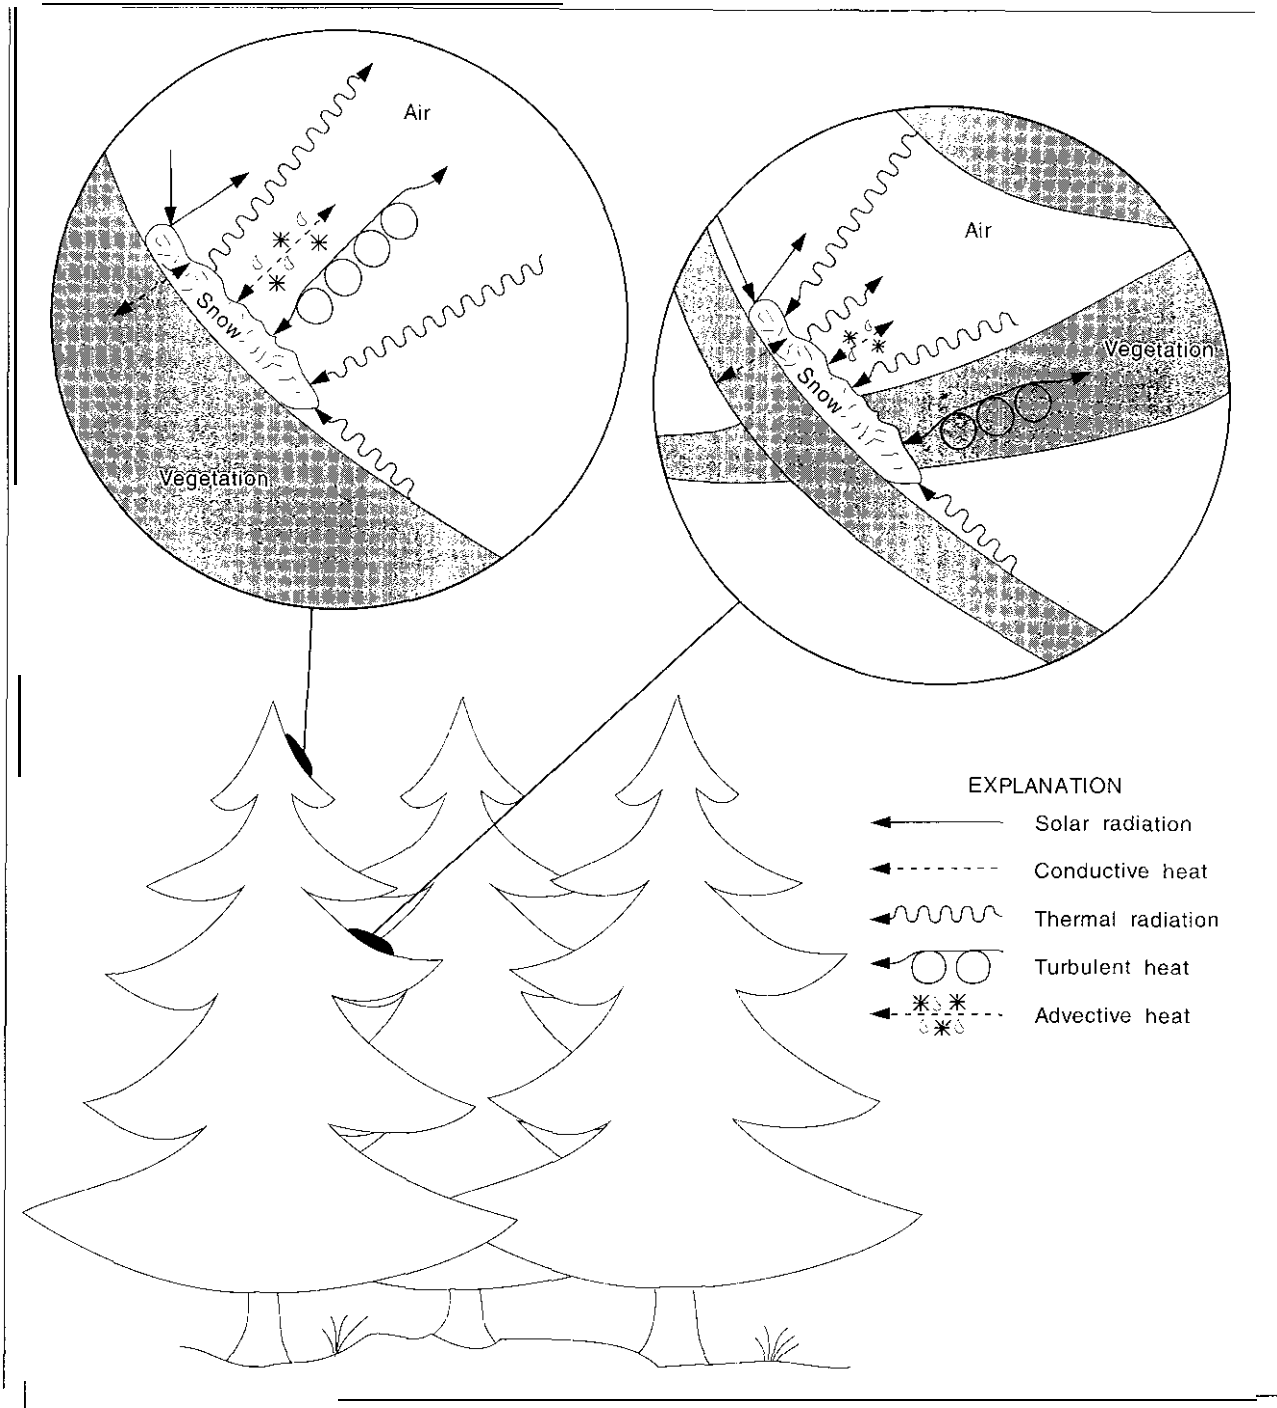 Air
Snow
Vegetation
Air
Vegetation
Snow
EXPLANATION
Solar radiation
Conductive heat
Thermal radiation
Turbulent heat
Advective heat